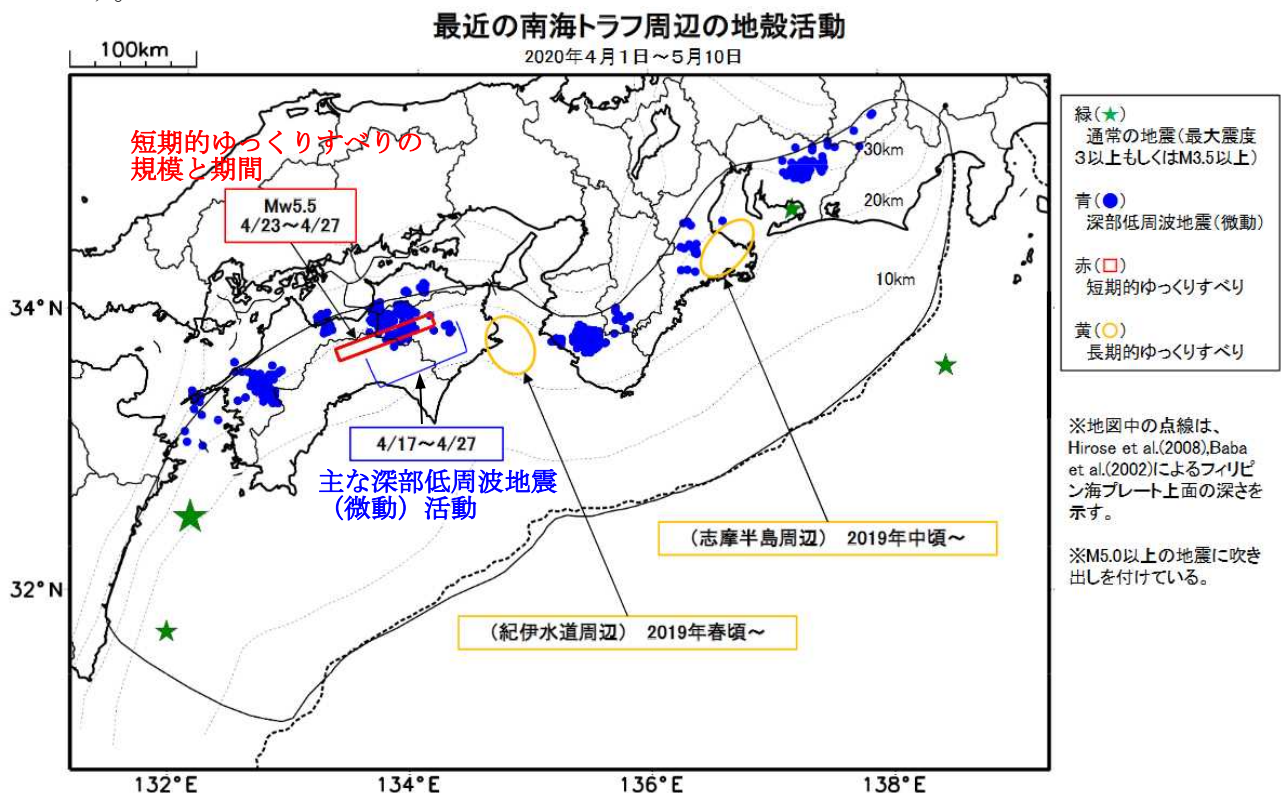 最近の南海トラフ周辺の地殻活動
2020年4月1日~5月10日
100km
短期的ゆっくりすべりの
規模と期間
Mw5.5
4/23~4/27
30km
20km
10km
34°N
32°N
4/17~4/27
主な深部低周波地震
(微動)活動
(志摩半島周辺) 2019年中頃~
(紀伊水道周辺) 2019年春頃~
132°E
134°E
136°E
138°E
緑(★)
通常の地震(最大震度
3以上もしくはM3.5以上)
青(●)
深部低周波地震(微動)
赤(□)
短期的ゆっくりすべり
黄(○)
長期的ゆっくりすべり
※地図中の点線は、
Hirose et al.(2008),Baba
et al.(2002)によるフィリピ
ン海プレート上面の深さを
示す。
※M5.0以上の地震に吹き
出しを付けている。